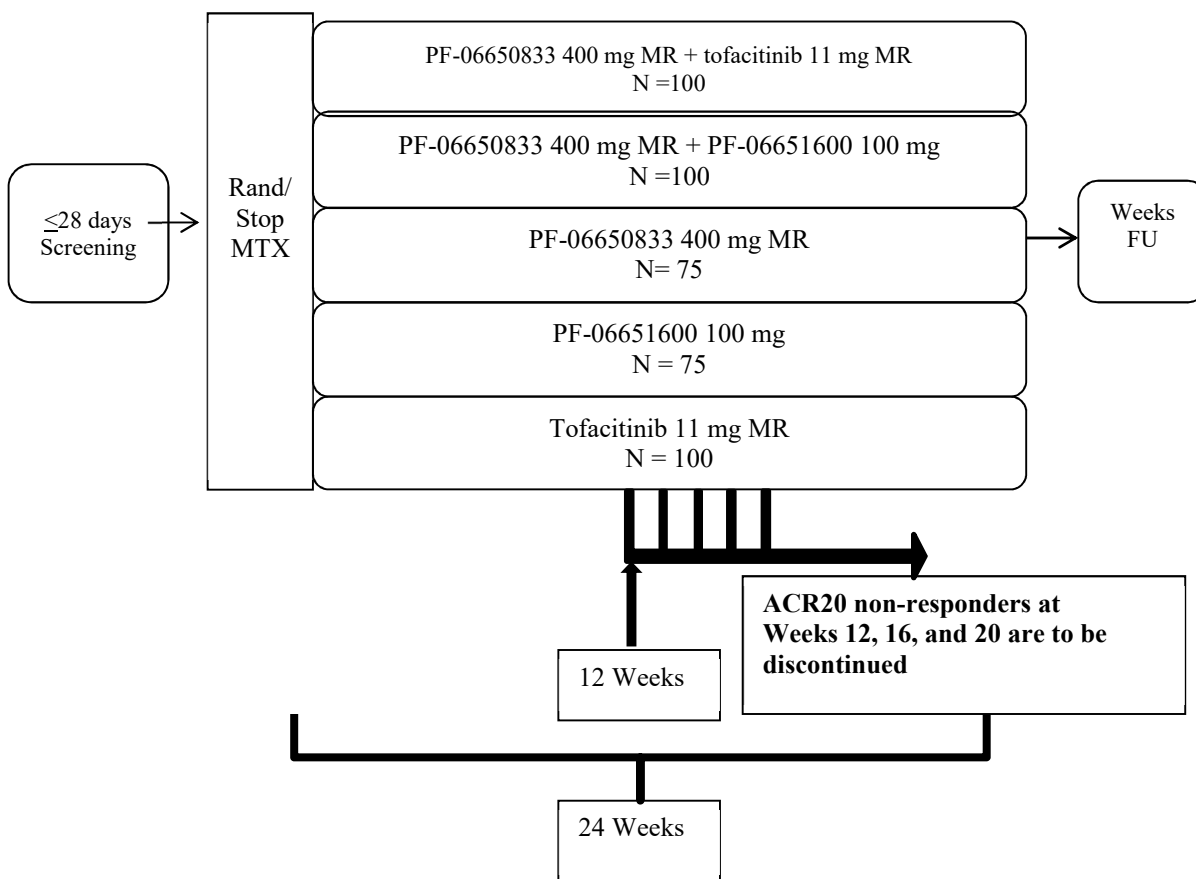 PF-06650833 400 mg MR + tofacitinib 11 mg MR
N =100
PF-06650833 400 mg MR + PF-06651600 100 mg
N =100
≤28 days
Screening
Rand/
Stop
MTX
PF-06650833 400 mg MR
N= 75
Weeks
FU
PF-06651600 100 mg
N = 75
Tofacitinib 11 mg MR
N = 100
ACR20 non-responders at
Weeks 12, 16, and 20 are to be
discontinued
12 Weeks
24 Weeks